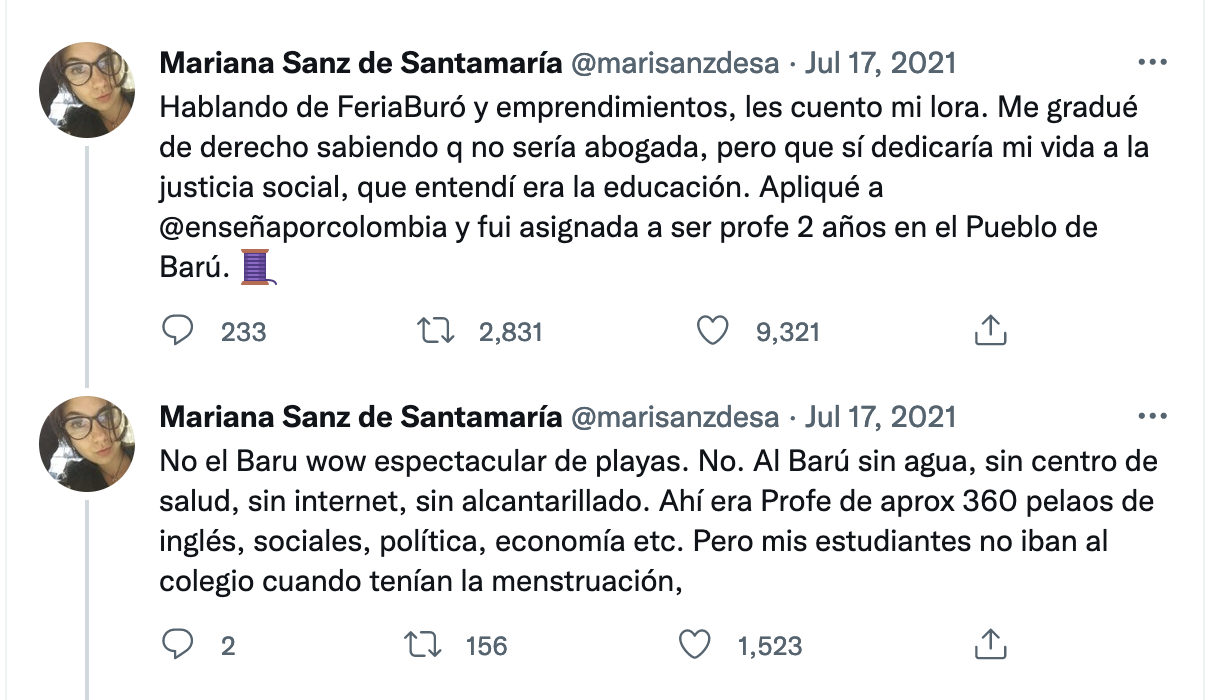 Mariana Sanz de Santamaría @marisanzdesa · Jul 17, 2021
Hablando de FeriaBuró y emprendimientos, les cuento mi lora. Me gradué
de derecho sabiendo q no sería abogada, pero que sí dedicaría mi vida a la
justicia social, que entendí era la educación. Apliqué a
@enseñaporcolombia y fui asignada a ser profe 2 años en el Pueblo de
Barú. 🧵
233 2,831 9,321
Mariana Sanz de Santamaría @marisanzdesa · Jul 17, 2021
No el Baru wow espectacular de playas. No. Al Barú sin agua, sin centro de
salud, sin internet, sin alcantarillado. Ahí era Profe de aprox 360 pelaos de
inglés, sociales, política, economía etc. Pero mis estudiantes no iban al
colegio cuando tenían la menstruación,
2 156 1,523